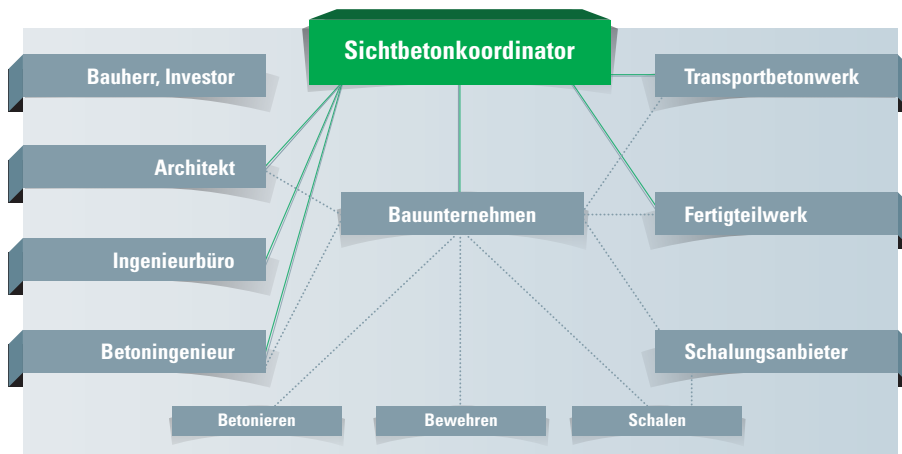 Sichtbetonkoordinator
Bauherr, Investor
Transportbetonwerk
Architekt
Bauunternehmen
Fertigteilwerk
Ingenieurbüro
Betoningenieur
Schalungsanbieter
Betonieren
Bewehren
Schalen